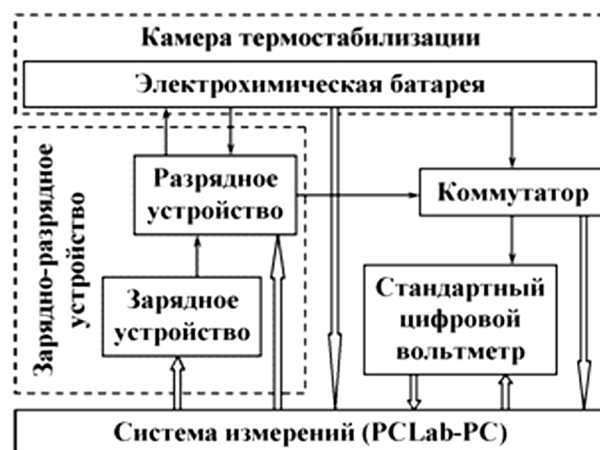 Камера термостабилизации
Электрохимическая батарея
Зарядно-разрядное
устройство
Разрядное
устройство
Коммутатор
Зарядное
устройство
Стандартный
цифровой
вольтметр
Система измерений (PCLab-PC)